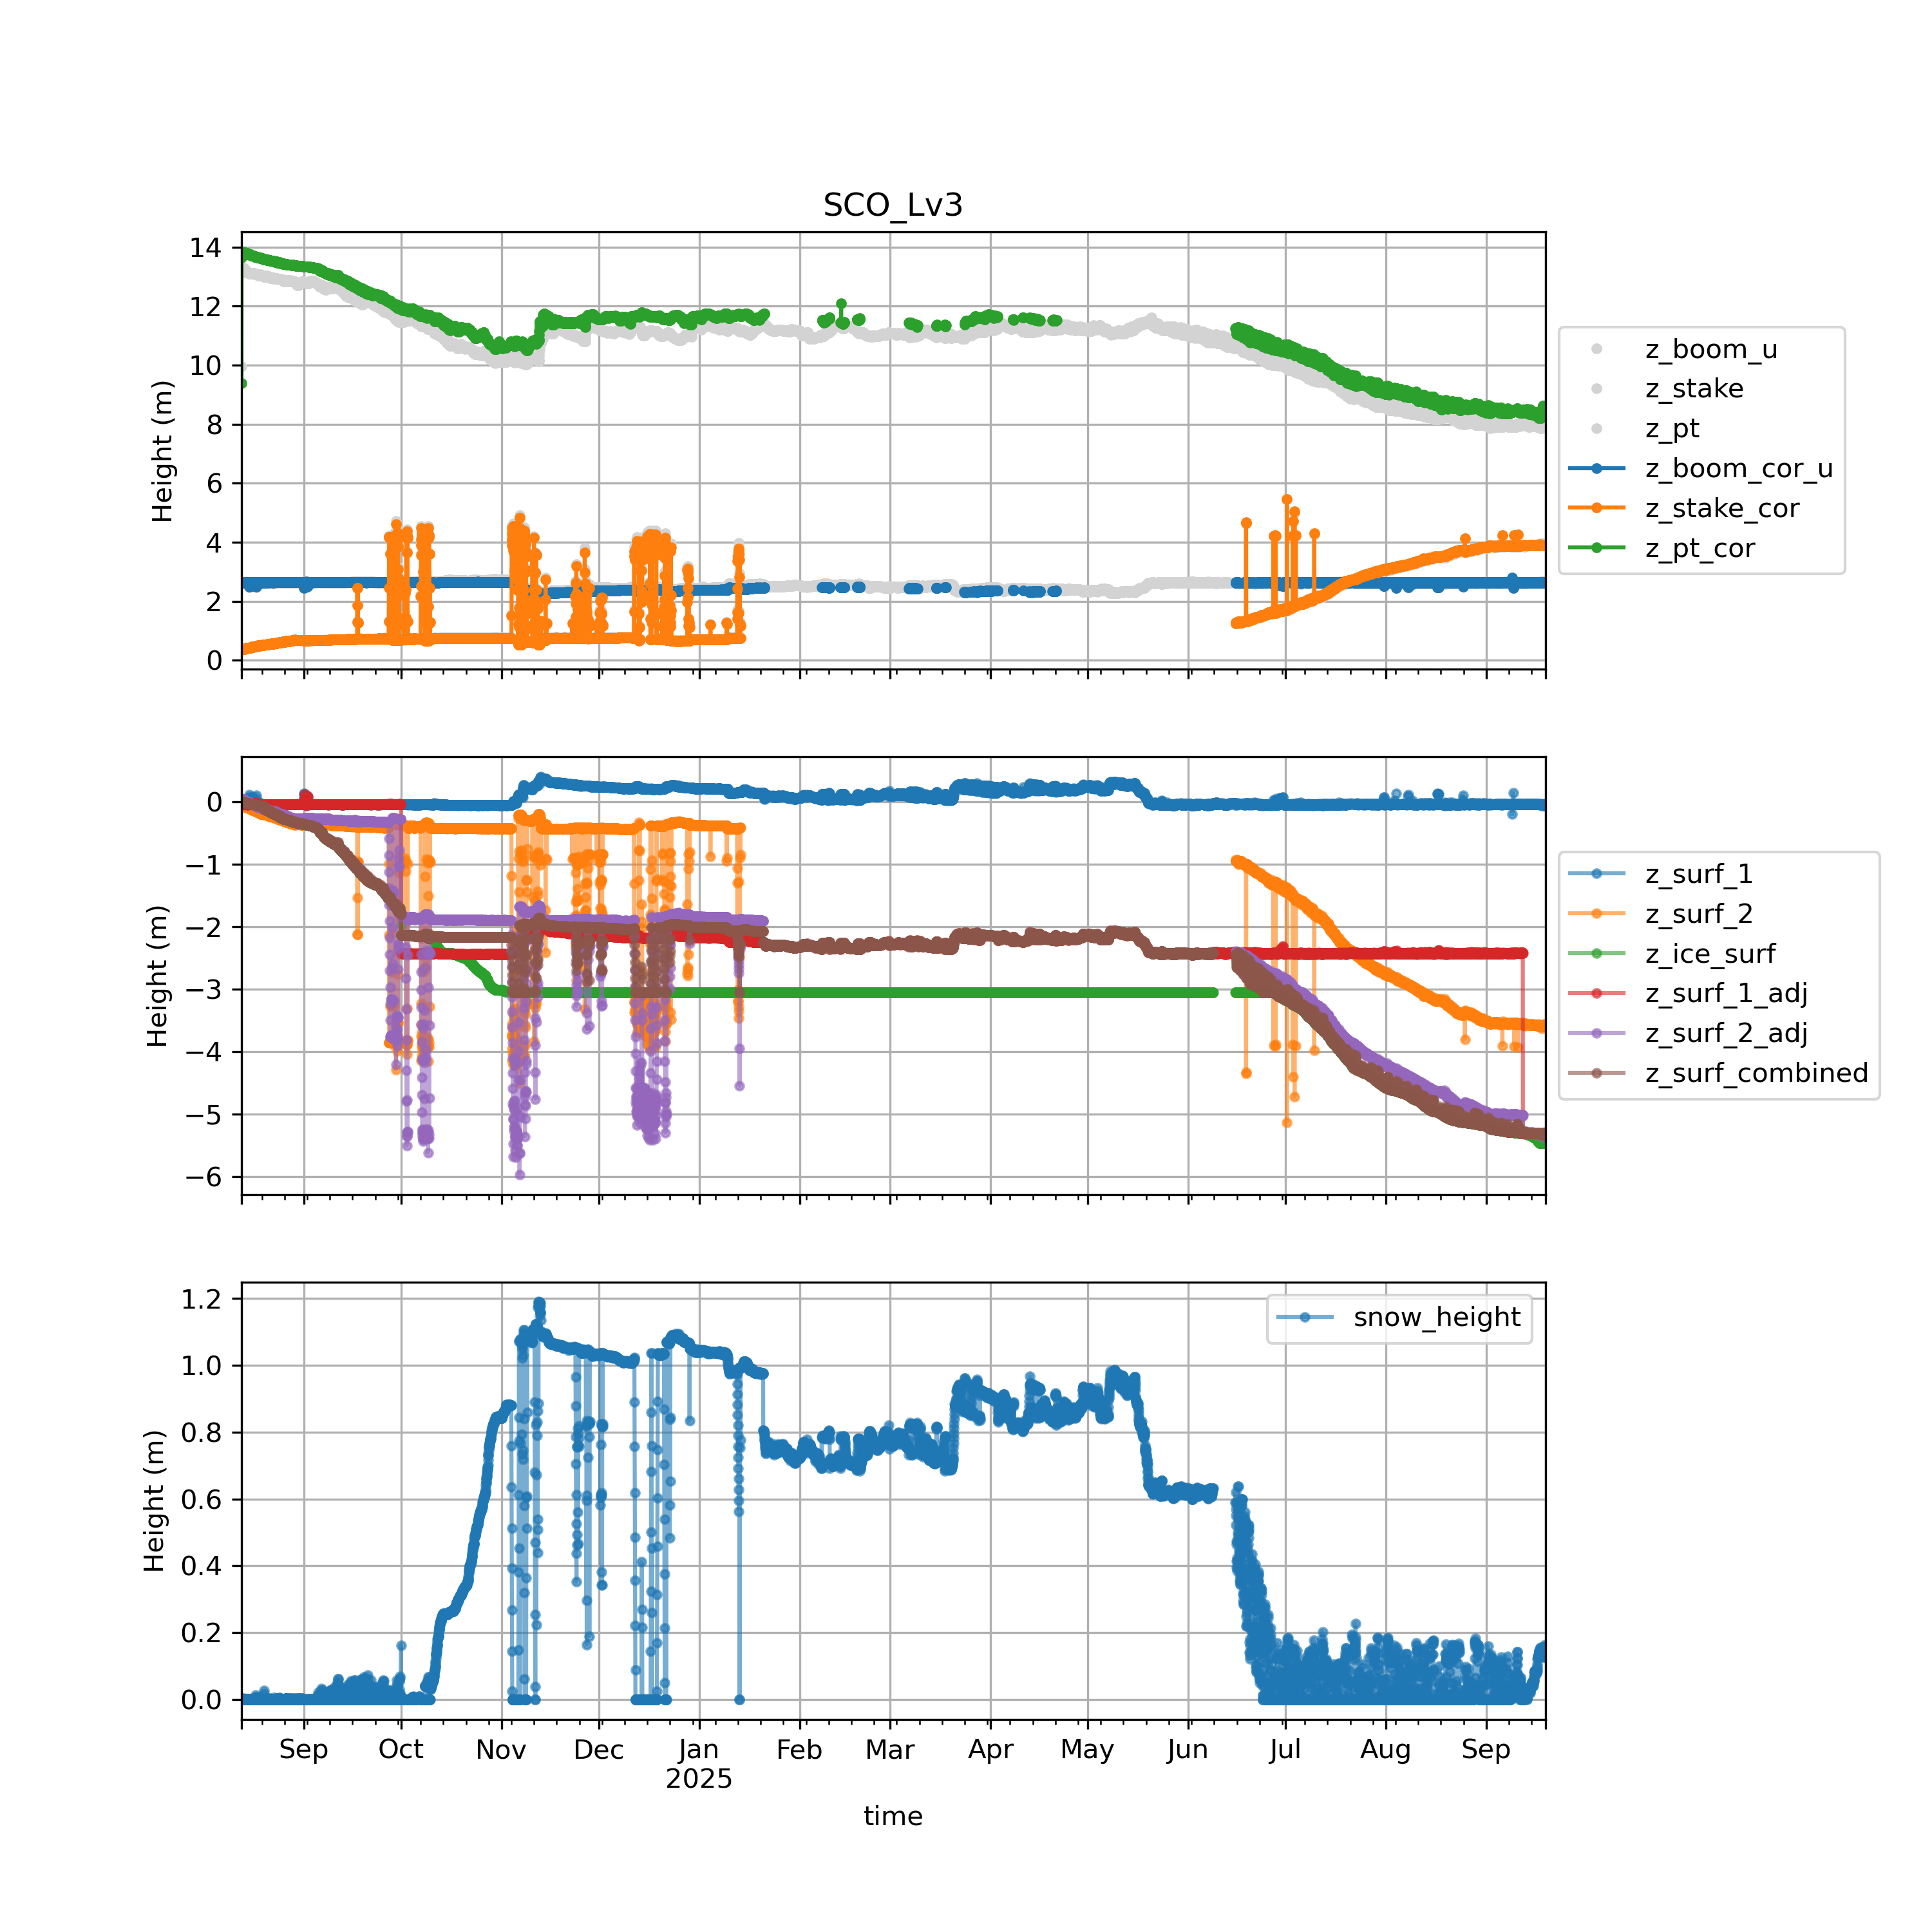 SCO_Lv3
14
12
10
8
6
4
2
0
Height (m)
z_boom_u
z_stake
z_pt
z_boom_cor_u
z_stake_cor
z_pt_cor
0
−1
−2
−3
−4
−5
−6
Height (m)
z_surf_1
z_surf_2
z_ice_surf
z_surf_1_adj
z_surf_2_adj
z_surf_combined
1.2
1.0
0.8
0.6
0.4
0.2
0.0
Height (m)
snow_height
Sep Oct Nov Dec Jan Feb Mar Apr May Jun Jul Aug Sep
2025
time